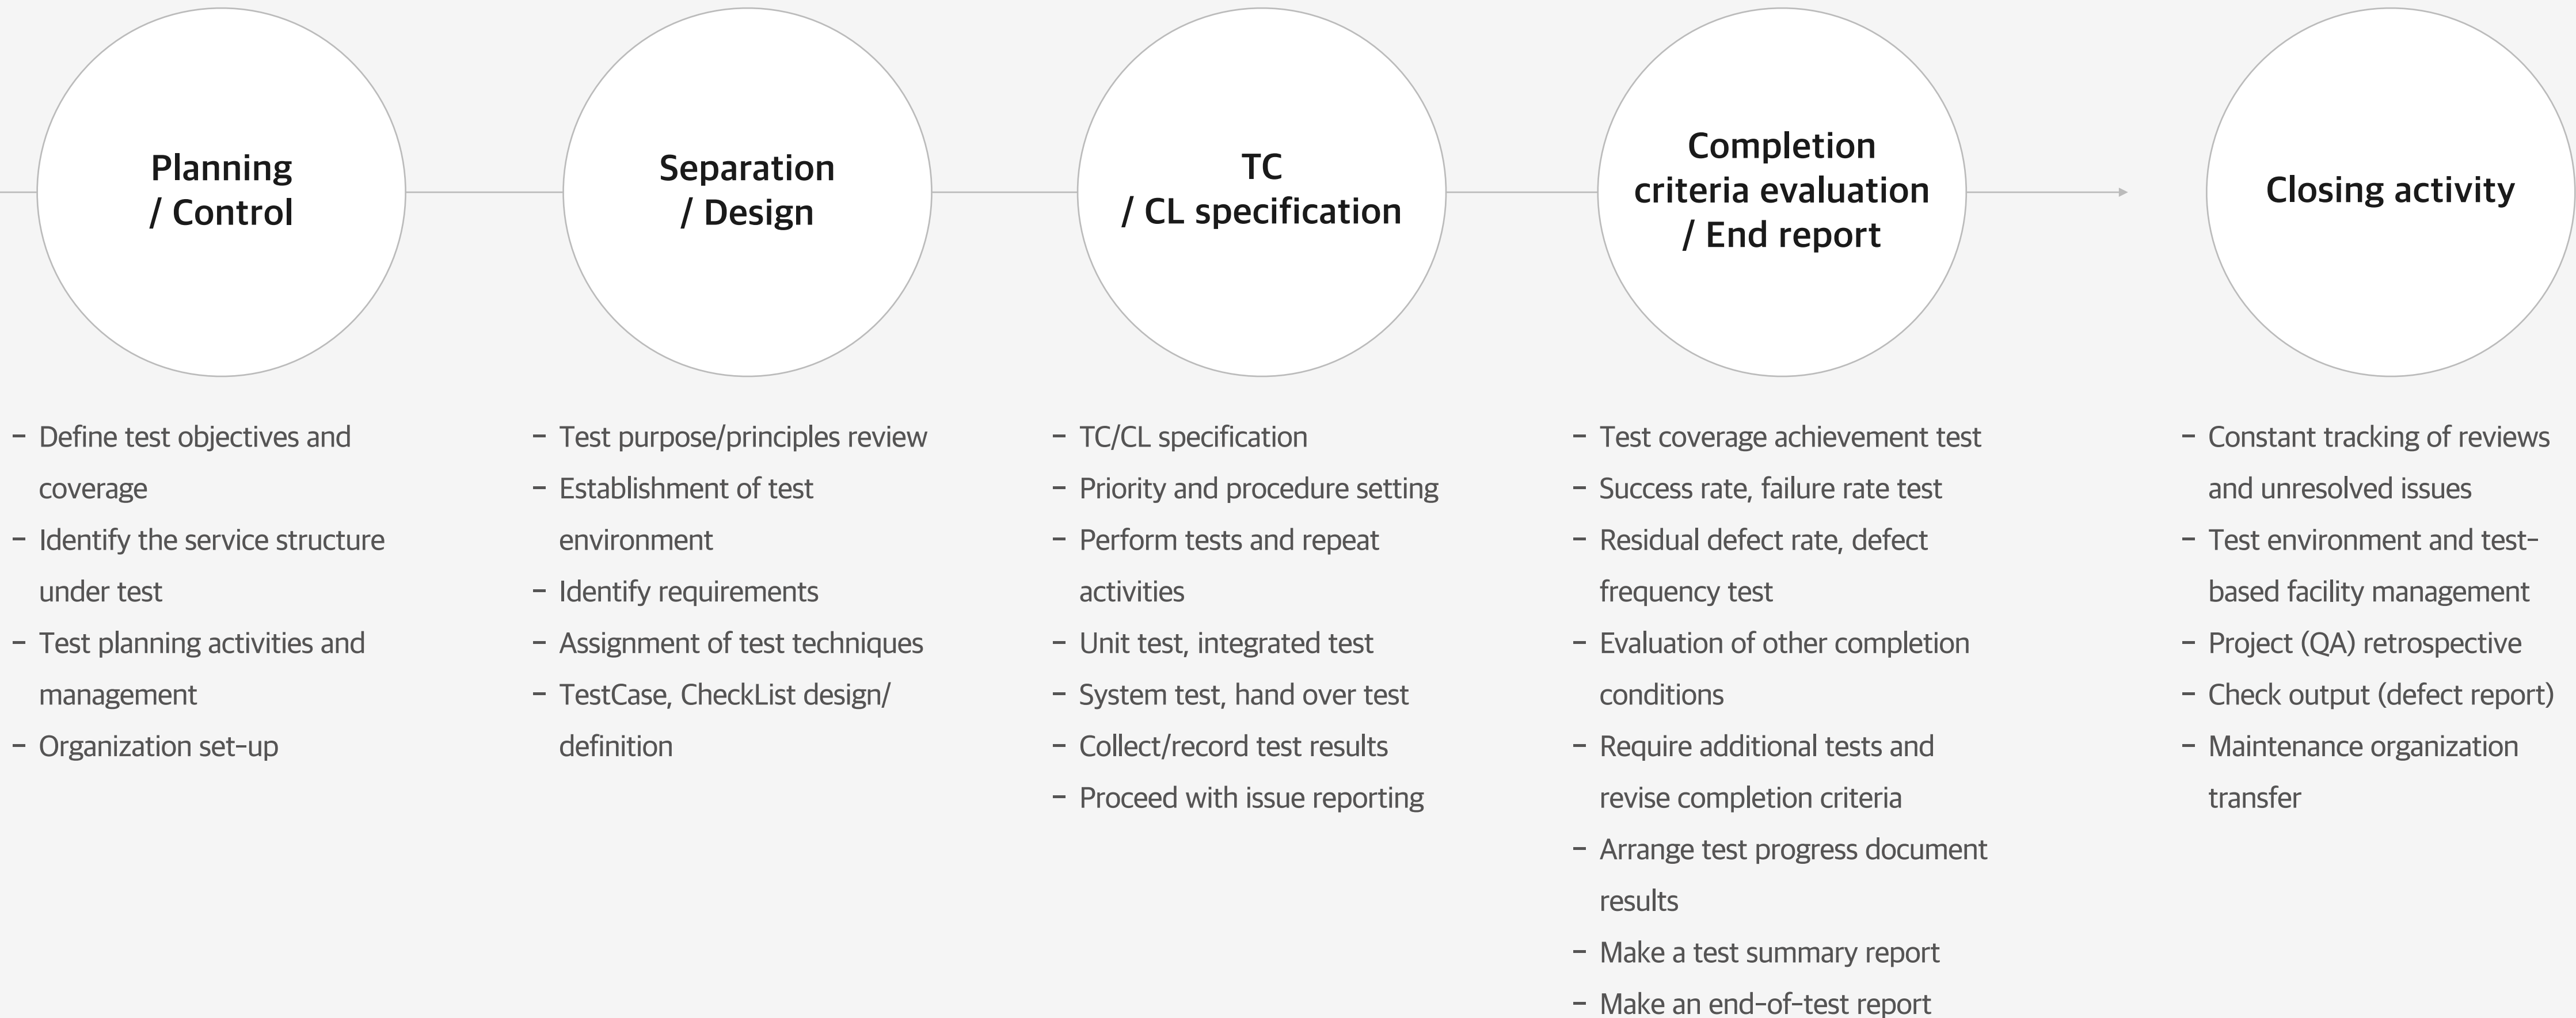 Planning
/ Control
Separation
/ Design
TC
/ CL specification
Completion
criteria evaluation
/ End report
Closing activity
– Define test objectives and
coverage
– Identify the service structure
under test
– Test planning activities and
management
– Organization set-up
– Test purpose/principles review
– Establishment of test
environment
– Identify requirements
– Assignment of test techniques
– TestCase, CheckList design/
definition
– TC/CL specification
– Priority and procedure setting
– Perform tests and repeat
activities
– Unit test, integrated test
– System test, hand over test
– Collect/record test results
– Proceed with issue reporting
– Test coverage achievement test
– Success rate, failure rate test
– Residual defect rate, defect
frequency test
– Evaluation of other completion
conditions
– Require additional tests and
revise completion criteria
– Arrange test progress document
results
– Make a test summary report
– Make an end-of-test report
– Constant tracking of reviews
and unresolved issues
– Test environment and test-
based facility management
– Project (QA) retrospective
– Check output (defect report)
– Maintenance organization
transfer